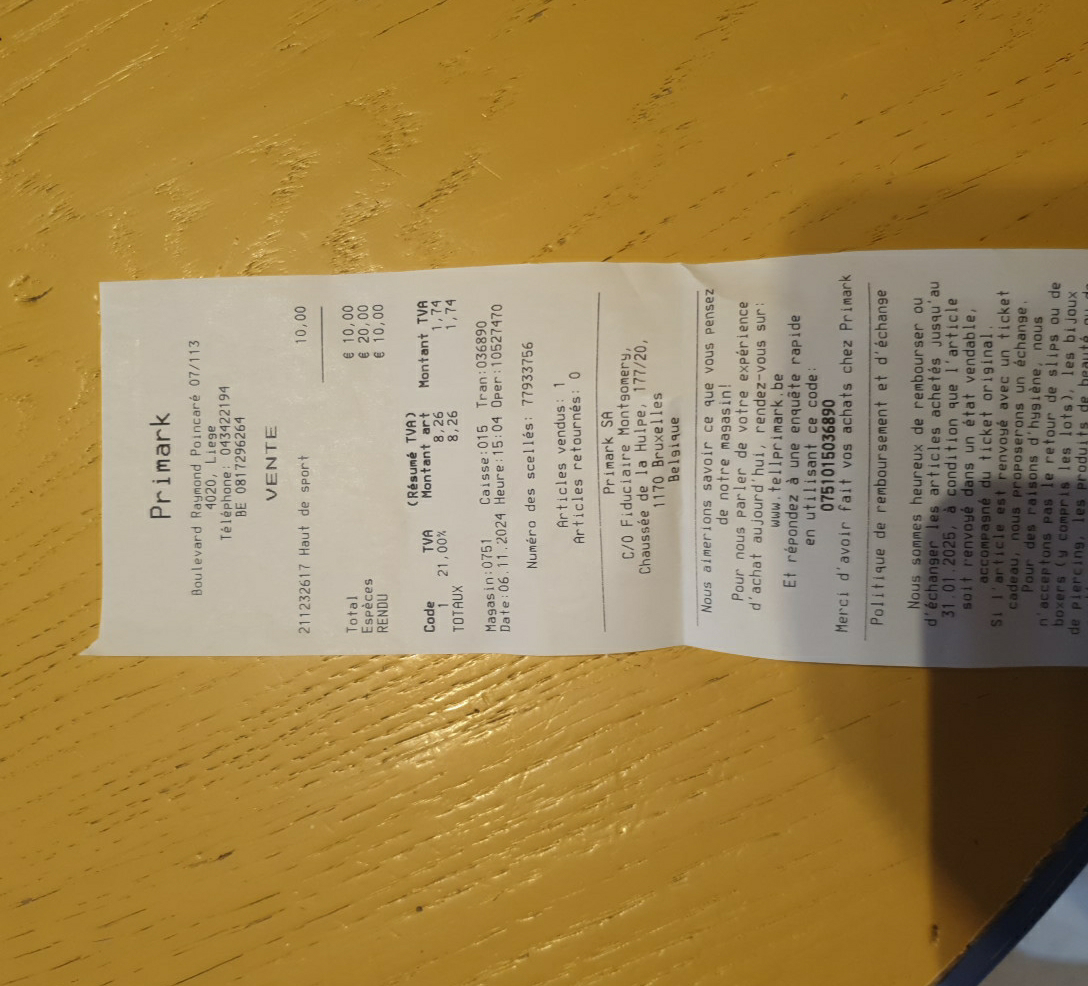 Primark
Boulevard Raymond Poincaré 07/113
4020, Liege
Téléphone: 043422194
BE 0817296264
VENTE
211232617 Haut de sport 10,00
Total € 10,00
Espèces € 20,00
RENDU € 10,00
(Résumé TVA)
Code TVA Montant art Montant TVA
1 21,00% 8,26 1,74
TOTAUX 8,26 1,74
Magasin:0751 Caisse:015 Tran:036890
Date:06.11.2024 Heure:15:04 Oper:10527470
Numéro des scellés: 77933756
Articles vendus: 1
Articles retournés: 0
Primark SA
C/O Fiduciaire Montgomery,
Chaussée de la Hulpe, 177/20,
1170 Bruxelles
Belgique
Nous aimerions savoir ce que vous pensez
de notre magasin!
Pour nous parler de votre expérience
d'achat aujourd'hui, rendez-vous sur:
www.tellprimark.be
Et répondez à une enquête rapide
en utilisant ce code:
0751015036890
Merci d'avoir fait vos achats chez Primark
Politique de remboursement et d'échange
Nous sommes heureux de rembourser ou
d'échanger les articles achetés jusqu'au
31.01.2025, à condition que l'article
soit renvoyé dans un état vendable,
accompagné du ticket original.
Si l'article est renvoyé avec un ticket
cadeau, nous proposerons un échange.
Pour des raisons d'hygiène, nous
n'acceptons pas le retour de slips ou de
boxers (y compris les lots), les bijoux
de piercing, les produits de beauté ou de